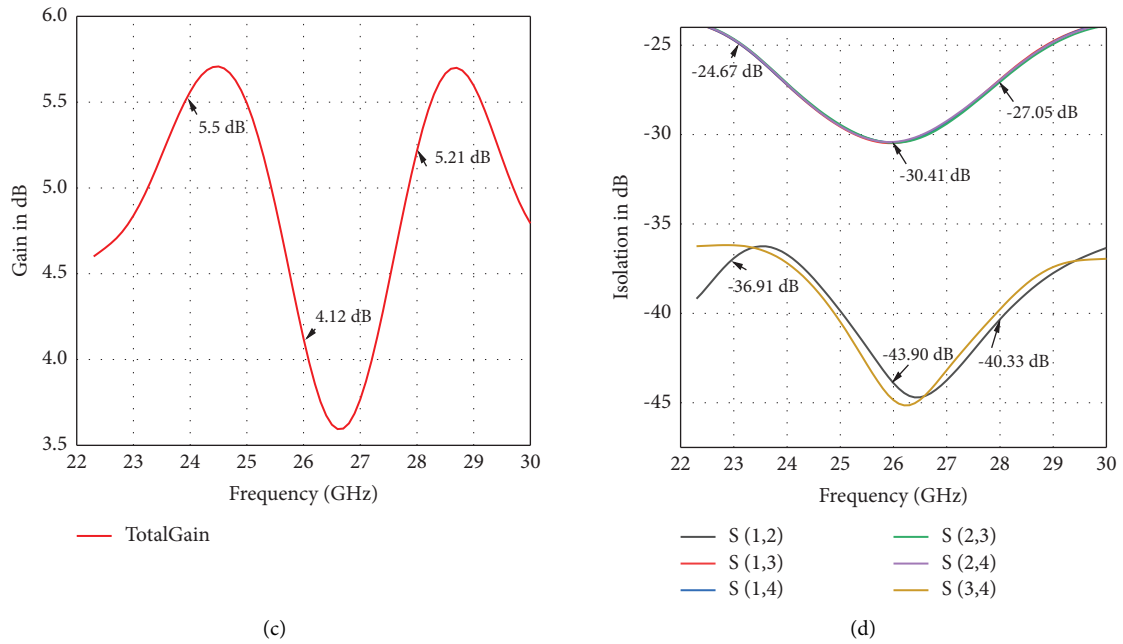 6.0
5.5
5.0
4.5
4.0
3.5
Gain in dB
5.5 dB
5.21 dB
4.12 dB
22 23 24 25 26 27 28 29 30
Frequency (GHz)
TotalGain
(c)
-25
-30
-35
-40
-45
Isolation in dB
-24.67 dB
-27.05 dB
-30.41 dB
-36.91 dB
-43.90 dB
-40.33 dB
22 23 24 25 26 27 28 29 30
Frequency (GHz)
S (1,2)
S (1,3)
S (1,4)
S (2,3)
S (2,4)
S (3,4)
(d)